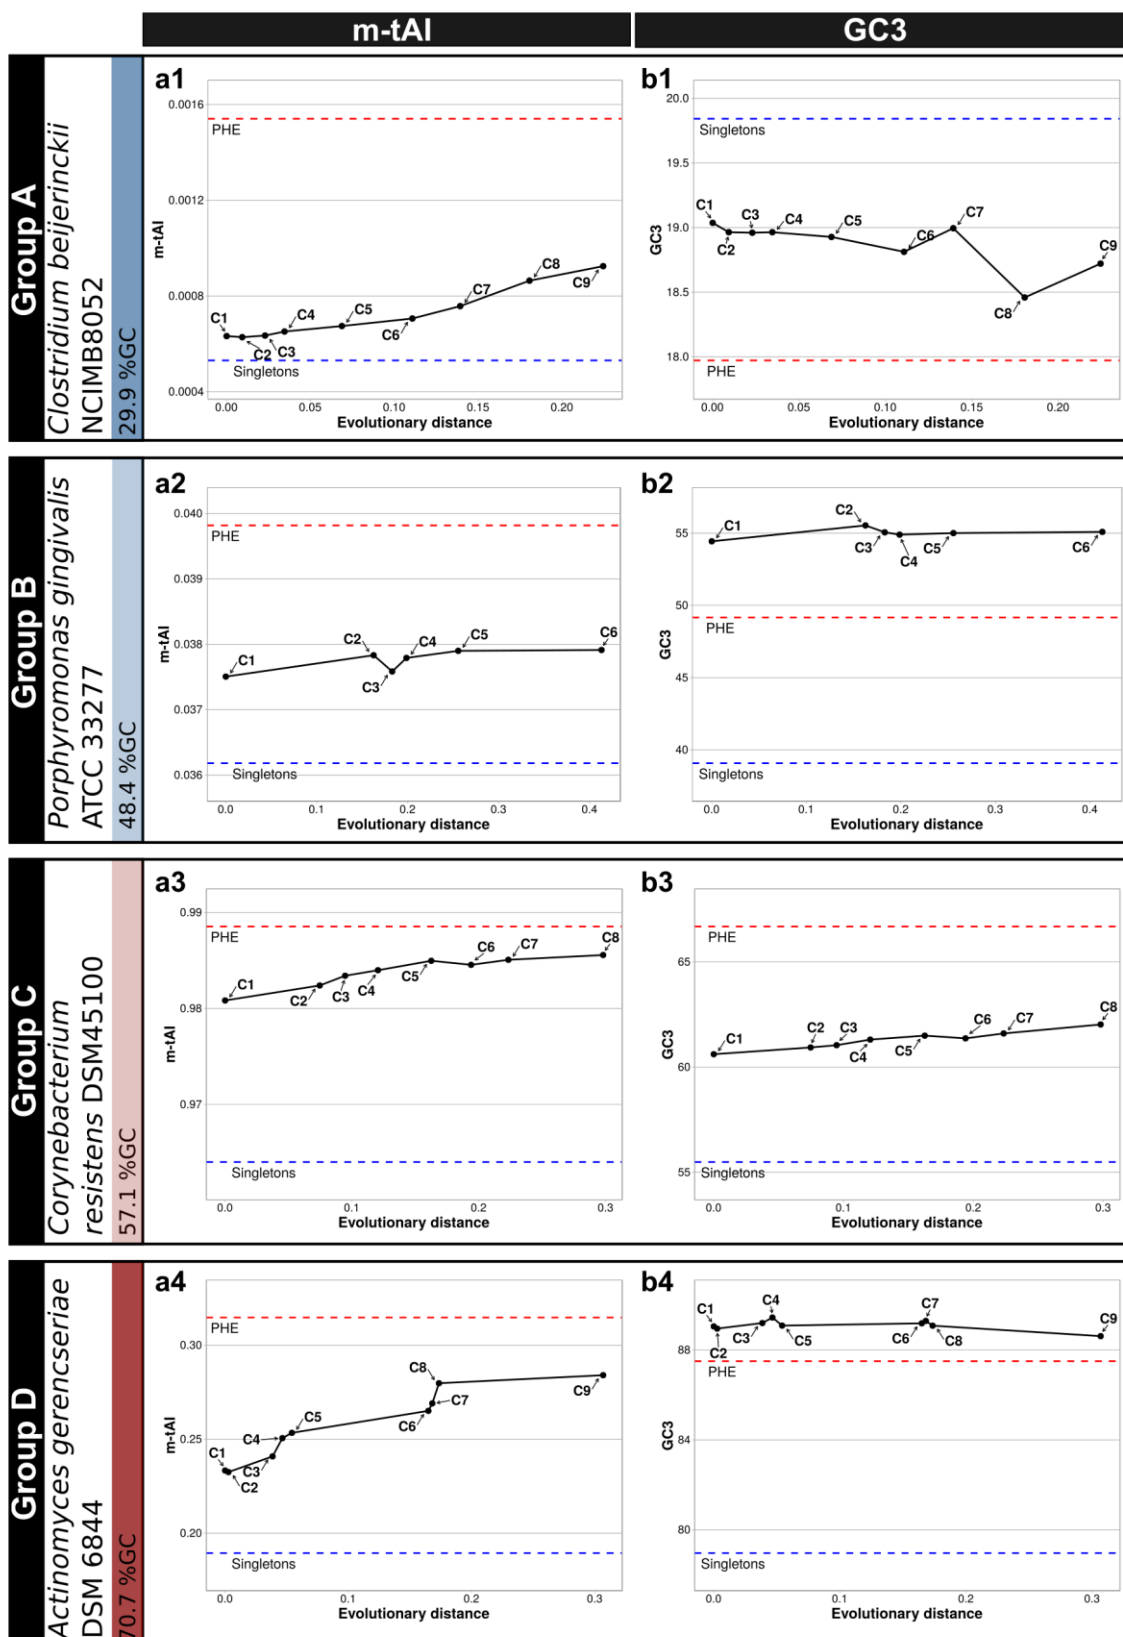 m-tAI
GC3
Group A
Clostridium beijerinckii
NCIMB8052
29.9 %GC
a1
m-tAI
0.0016
0.0012
0.0008
0.0004
PHE
Singletons
C1
C2
C3
C4
C5
C6
C7
C8
C9
0.00
0.05
0.10
0.15
0.20
Evolutionary distance
b1
GC3
20.0
19.5
19.0
18.5
18.0
Singletons
PHE
C1
C2
C3
C4
C5
C6
C7
C8
C9
0.00
0.05
0.10
0.15
0.20
Evolutionary distance
Group B
Porphyromonas gingivalis
ATCC 33277
48.4 %GC
a2
m-tAI
0.040
0.039
0.038
0.037
0.036
PHE
Singletons
C1
C2
C3
C4
C5
C6
0.0
0.1
0.2
0.3
0.4
Evolutionary distance
b2
GC3
55
50
45
40
PHE
Singletons
C1
C2
C3
C4
C5
C6
0.0
0.1
0.2
0.3
0.4
Evolutionary distance
Group C
Corynebacterium
resistens DSM45100
57.1 %GC
a3
m-tAI
0.99
0.98
0.97
PHE
Singletons
C1
C2
C3
C4
C5
C6
C7
C8
0.0
0.1
0.2
0.3
Evolutionary distance
b3
GC3
65
60
55
PHE
Singletons
C1
C2
C3
C4
C5
C6
C7
C8
0.0
0.1
0.2
0.3
Evolutionary distance
Group D
Actinomyces gerencseriae
DSM 6844
70.7 %GC
a4
m-tAI
0.30
0.25
0.20
PHE
Singletons
C1
C2
C3
C4
C5
C6
C7
C8
C9
0.0
0.1
0.2
0.3
Evolutionary distance
b4
GC3
88
84
80
PHE
Singletons
C1
C2
C3
C4
C5
C6
C7
C8
C9
0.0
0.1
0.2
0.3
Evolutionary distance